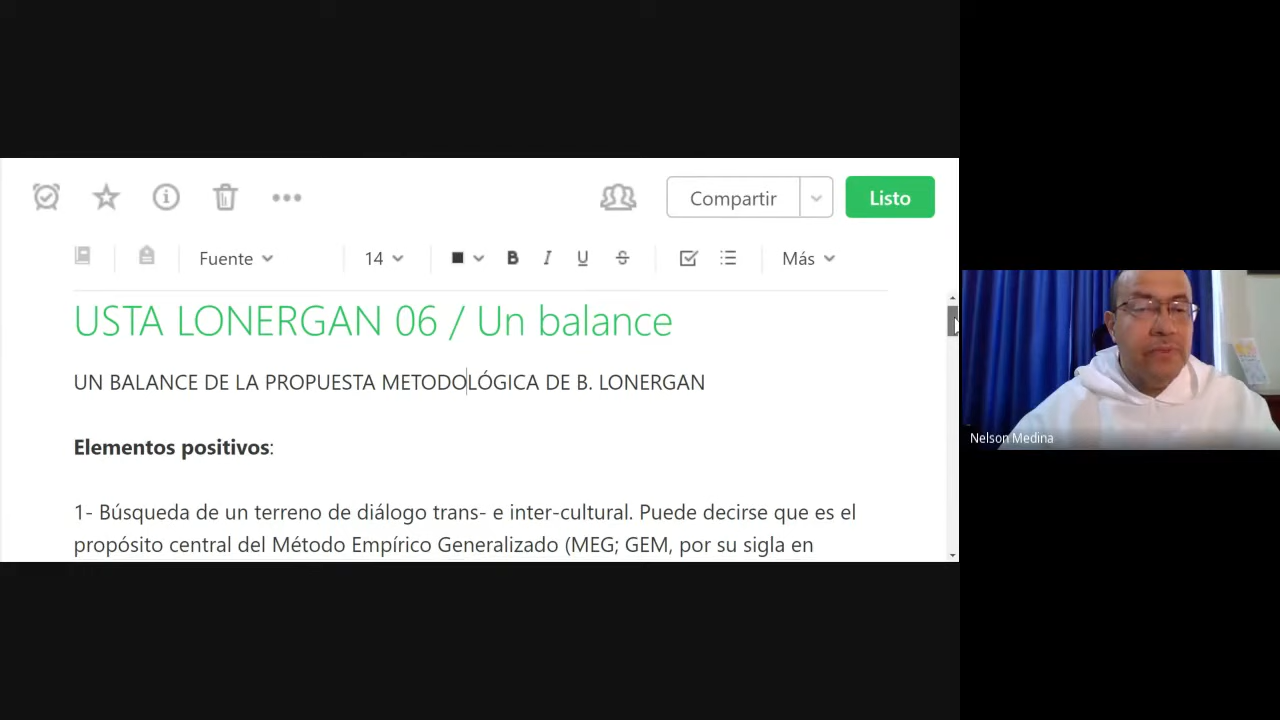 Compartir
Listo
Fuente
14
B I U S
Más
USTA LONERGAN 06 / Un balance
UN BALANCE DE LA PROPUESTA METODOLÓGICA DE B. LONERGAN
Elementos positivos:
1- Búsqueda de un terreno de diálogo trans- e inter-cultural. Puede decirse que es el
propósito central del Método Empírico Generalizado (MEG; GEM, por su sigla en
Nelson Medina